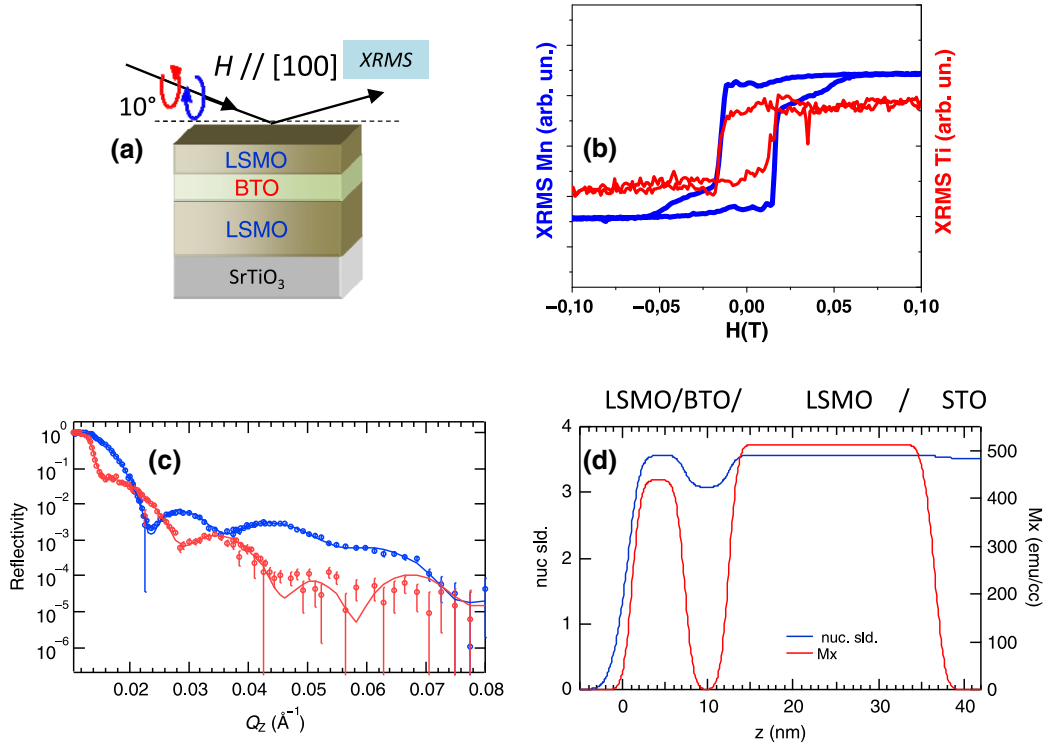 H // [100]
XRMS
10°
(a)
LSMO
BTO
LSMO
SrTiO₃
XRMS Mn (arb. un.)
(b)
XRMS Ti (arb. un.)
–0,10 –0,05 0,00 0,05 0,10
H(T)
(c)
Reflectivity
10⁰
10⁻¹
10⁻²
10⁻³
10⁻⁴
10⁻⁵
10⁻⁶
0.02 0.03 0.04 0.05 0.06 0.07 0.08
Q_Z (Å⁻¹)
LSMO/BTO/ LSMO / STO
(d)
nuc sld.
4
3
2
1
0
500
400
300
200
100
0
Mx (emu/cc)
nuc. sld.
Mx
0 10 20 30 40
z (nm)